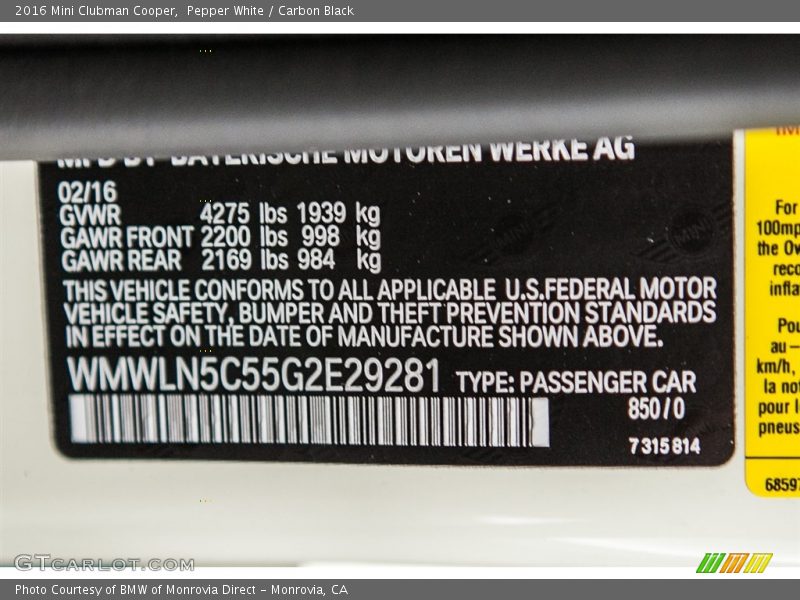 2016 Mini Clubman Cooper, Pepper White / Carbon Black
MFD BY BAYERISCHE MOTOREN WERKE AG
02/16
GVWR 4275 lbs 1939 kg
GAWR FRONT 2200 lbs 998 kg
GAWR REAR 2169 lbs 984 kg
THIS VEHICLE CONFORMS TO ALL APPLICABLE U.S.FEDERAL MOTOR
VEHICLE SAFETY, BUMPER AND THEFT PREVENTION STANDARDS
IN EFFECT ON THE DATE OF MANUFACTURE SHOWN ABOVE.
WMWLN5C55G2E29281 TYPE: PASSENGER CAR
850/0
7 315 814
For
100mp
the Ow
reco
infla
Pou
au –
km/h,
la not
pour l
pneus
68597
GTCARLOT.COM
Photo Courtesy of BMW of Monrovia Direct – Monrovia, CA